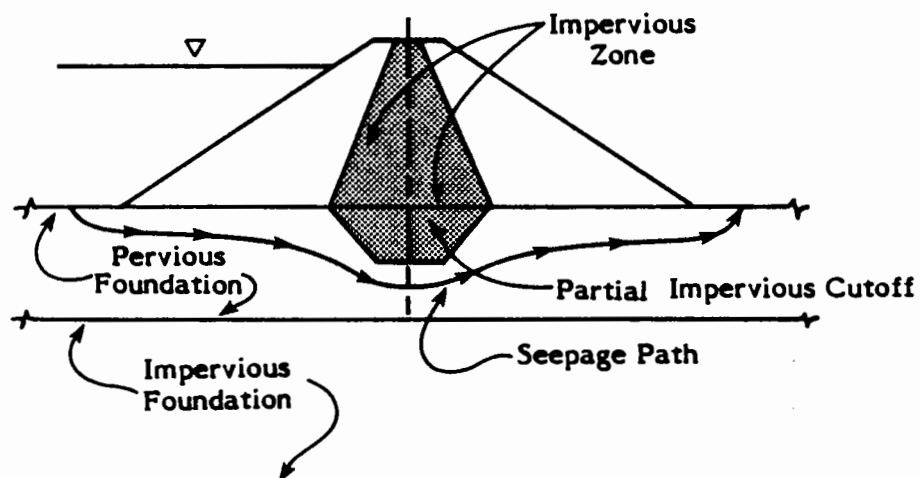 Impervious
Zone
Pervious
Foundation
Partial Impervious Cutoff
Seepage Path
Impervious
Foundation